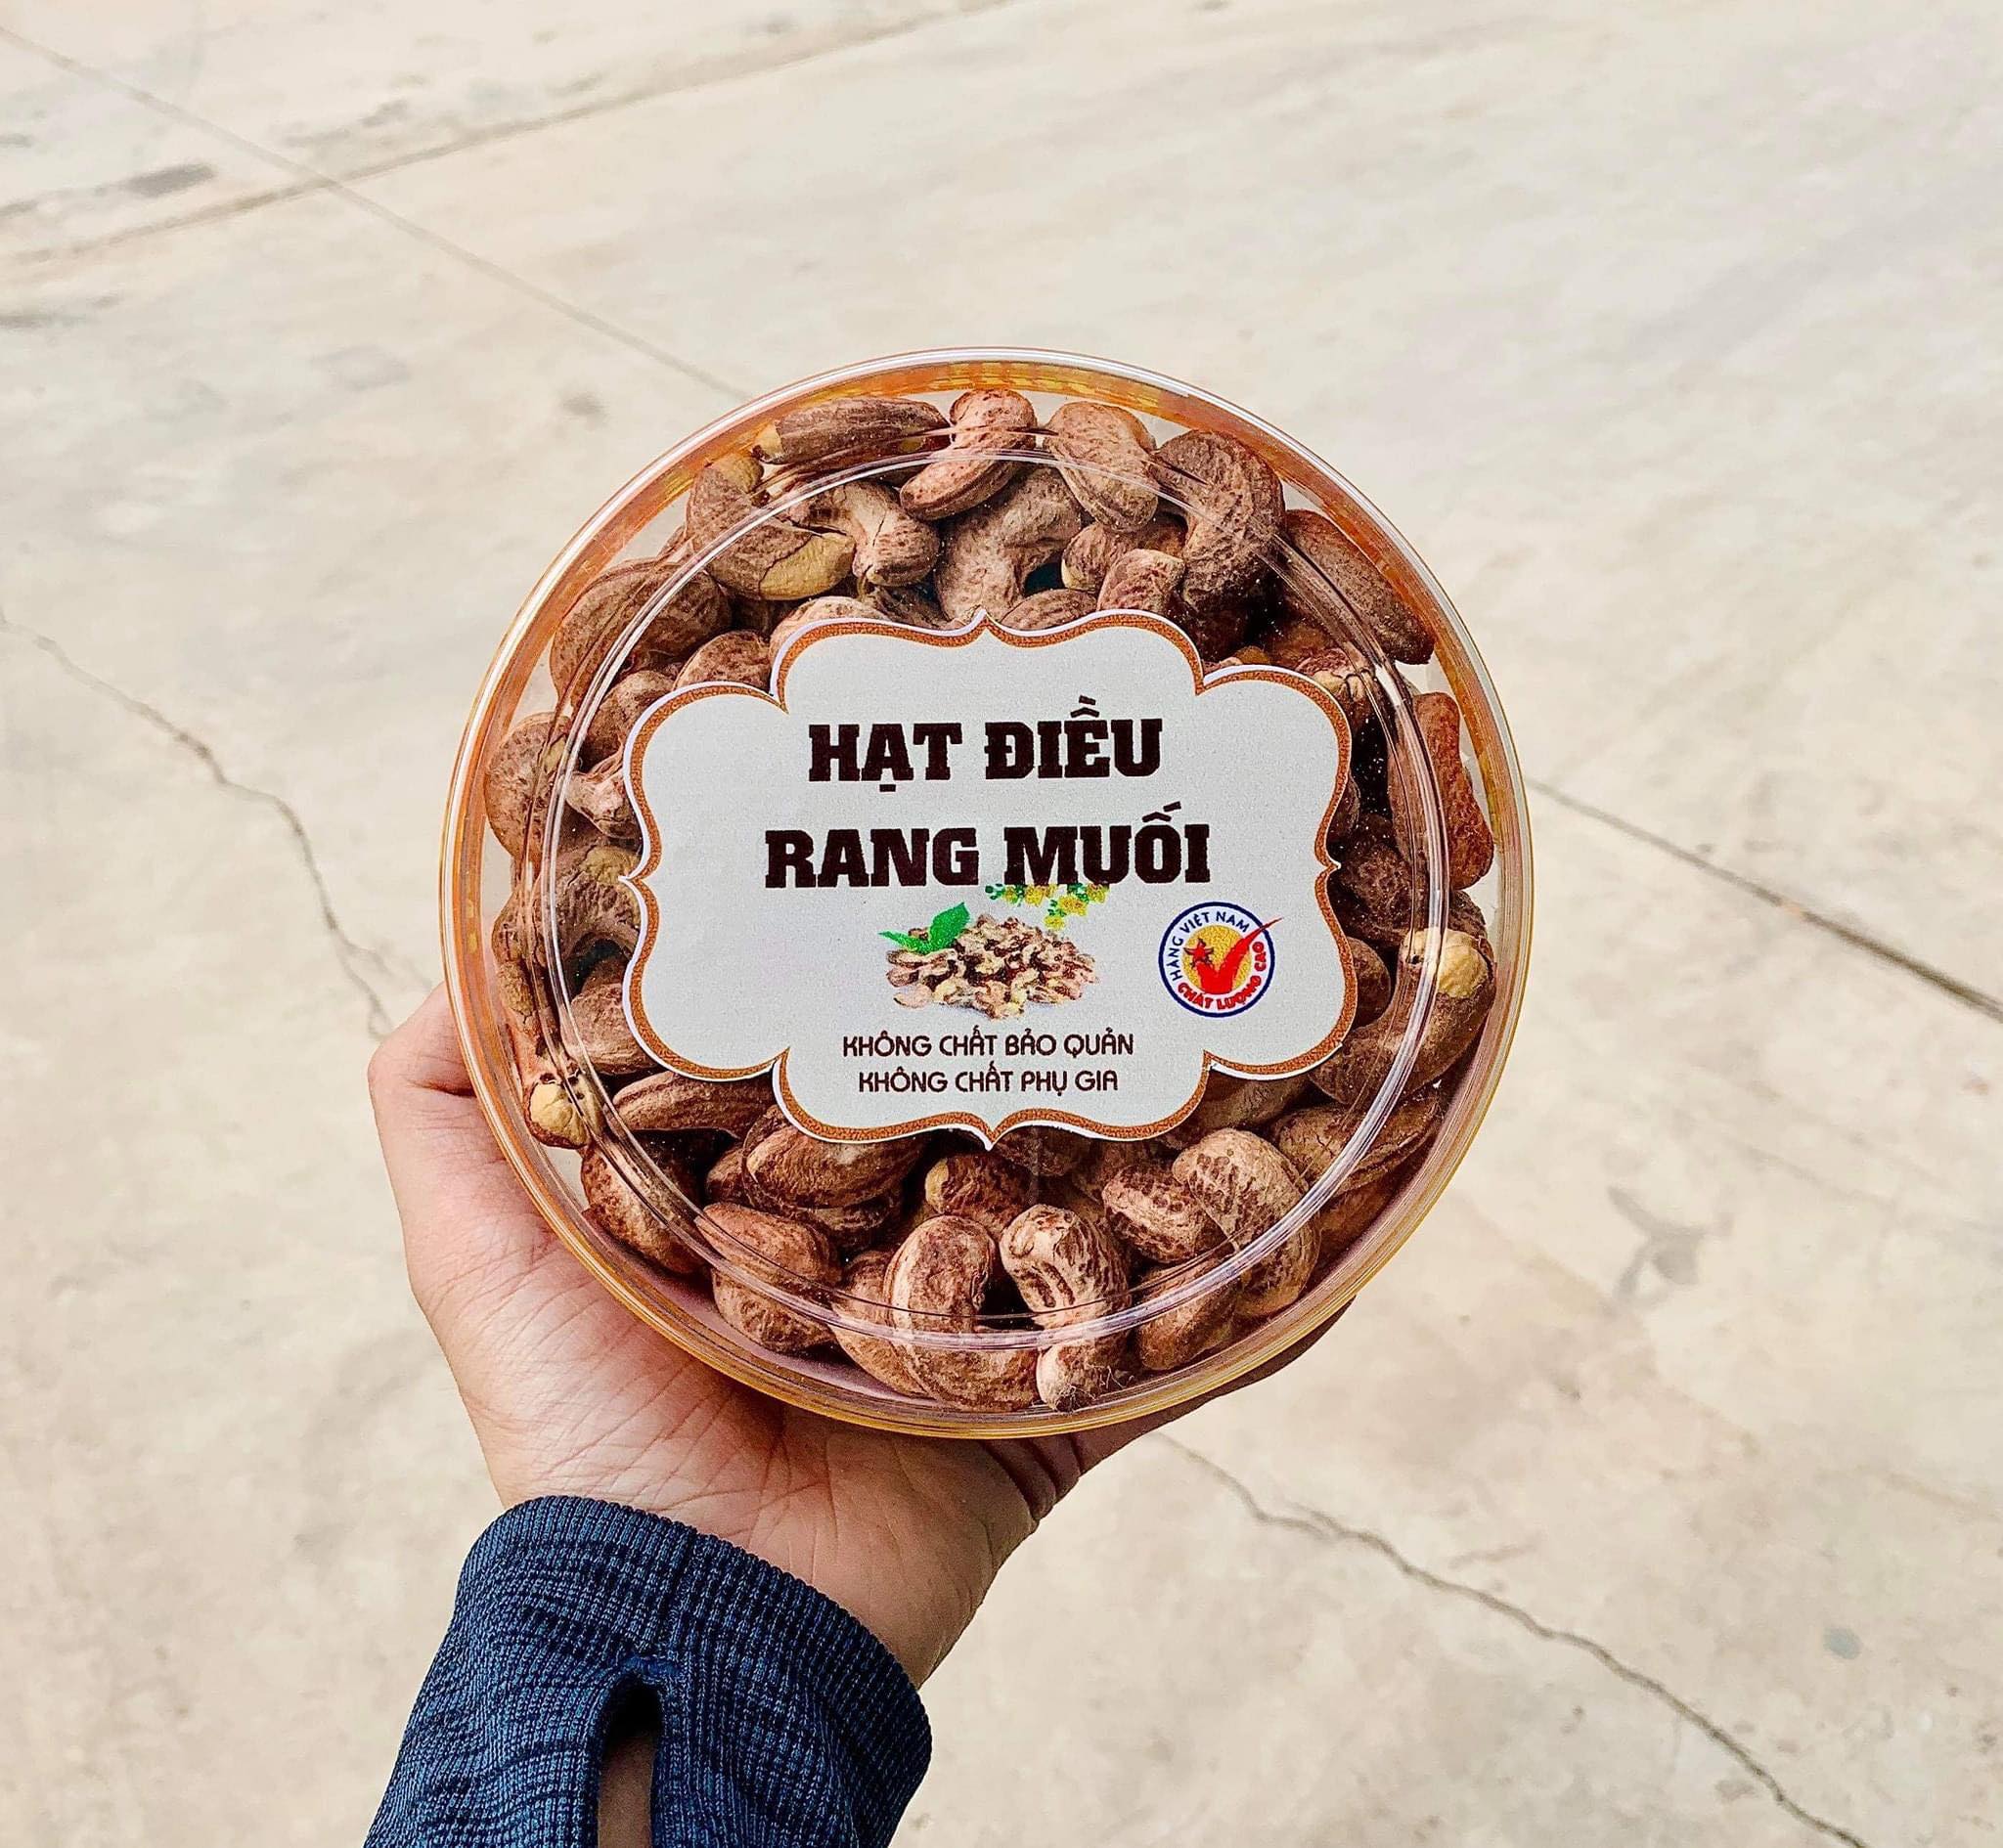 HẠT ĐIỀU
RANG MUỐI
HÀNG VIỆT NAM
CHẤT LƯỢNG CAO
KHÔNG CHẤT BẢO QUẢN
KHÔNG CHẤT PHỤ GIA